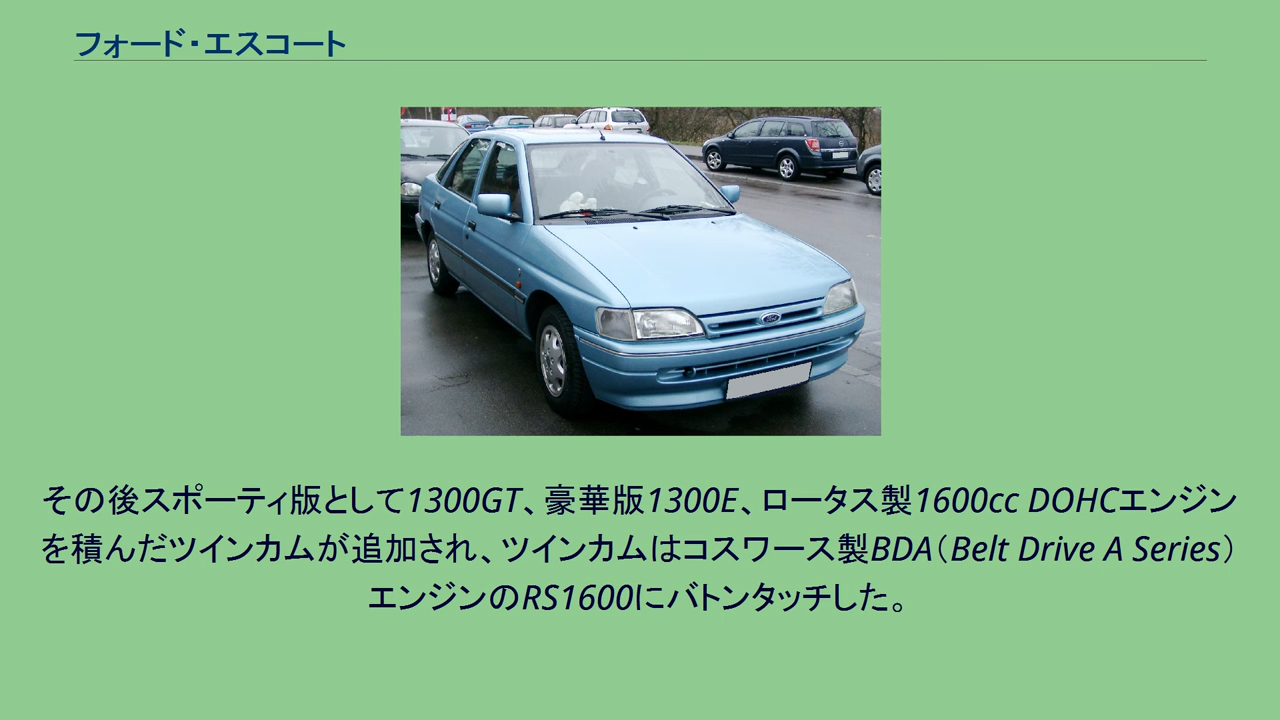 フォード・エスコート
その後スポーティ版として1300GT、豪華版1300E、ロータス製1600cc DOHCエンジン
を積んだツインカムが追加され、ツインカムはコスワース製BDA（Belt Drive A Series）
エンジンのRS1600にバトンタッチした。